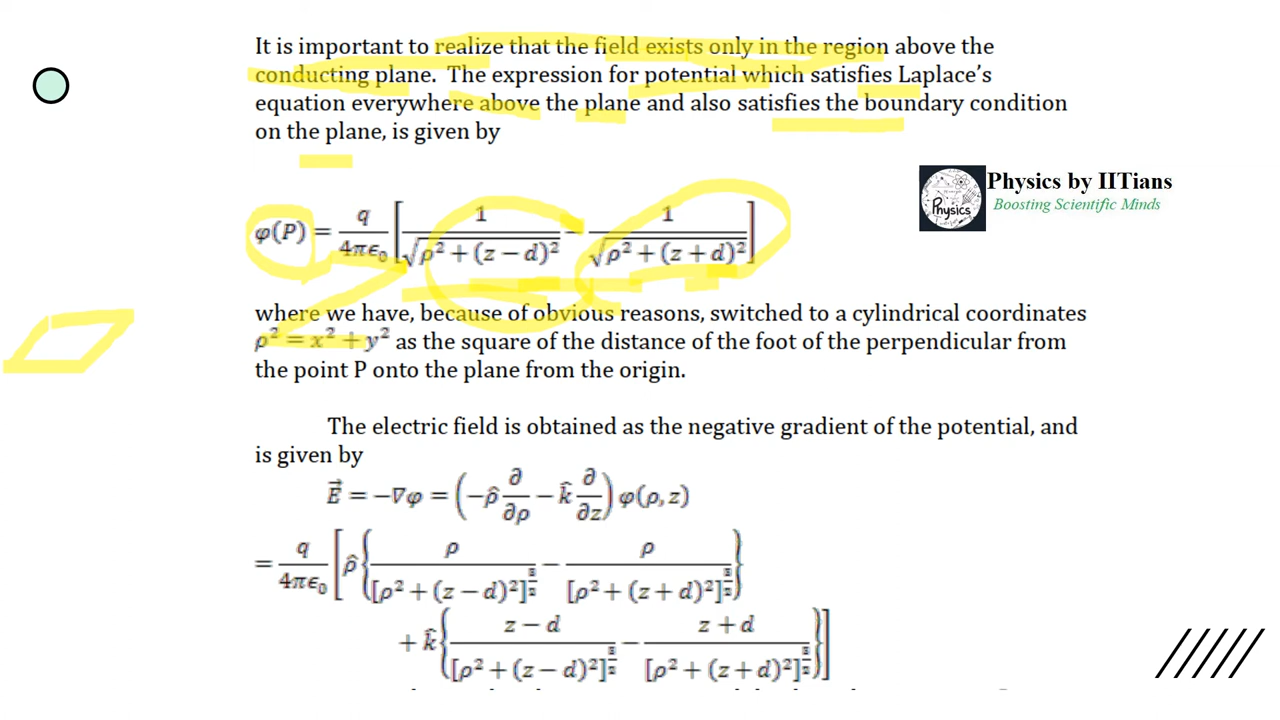 It is important to realize that the field exists only in the region above the
conducting plane. The expression for potential which satisfies Laplace's
equation everywhere above the plane and also satisfies the boundary condition
on the plane, is given by
Physics by IITians
Physics
Boosting Scientific Minds
φ(P) = q/4πϵ₀ [ 1/√(ρ² + (z − d)²) − 1/√(ρ² + (z + d)²) ]
where we have, because of obvious reasons, switched to a cylindrical coordinates
ρ² = x² + y² as the square of the distance of the foot of the perpendicular from
the point P onto the plane from the origin.
The electric field is obtained as the negative gradient of the potential, and
is given by
E⃗ = −∇φ = (−ρ̂ ∂/∂ρ − k̂ ∂/∂z) φ(ρ, z)
= q/4πϵ₀ [ ρ̂ { ρ/[ρ² + (z − d)²]^(3/2) − ρ/[ρ² + (z + d)²]^(3/2) }
+ k̂ { z − d/[ρ² + (z − d)²]^(3/2) − z + d/[ρ² + (z + d)²]^(3/2) } ]